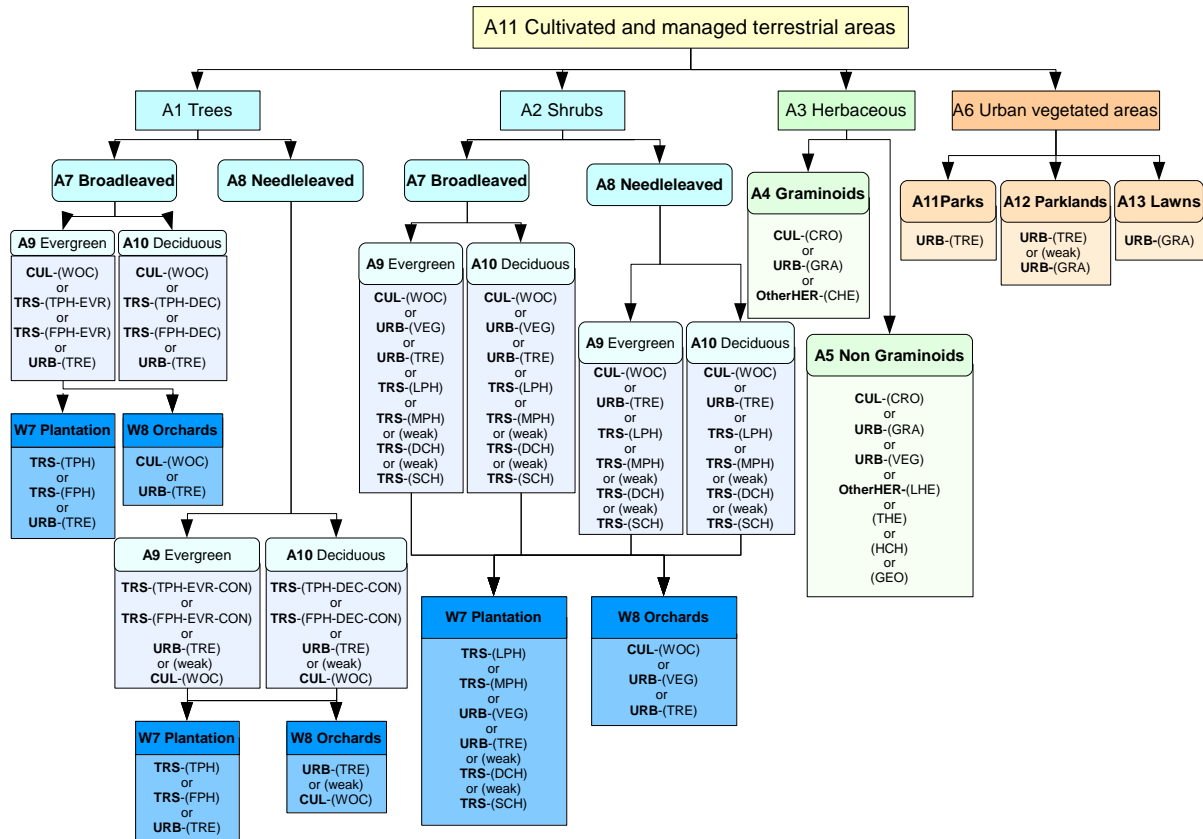 A11 Cultivated and managed terrestrial areas
A1 Trees
A2 Shrubs
A3 Herbaceous
A6 Urban vegetated areas
A7 Broadleaved
A8 Needleleaved
A9 Evergreen
CUL-(WOC)
or
TRS-(TPH-EVR)
or
TRS-(FPH-EVR)
or
URB-(TRE)
A10 Deciduous
CUL-(WOC)
or
TRS-(TPH-DEC)
or
TRS-(FPH-DEC)
or
URB-(TRE)
W7 Plantation
TRS-(TPH)
or
TRS-(FPH)
or
URB-(TRE)
W8 Orchards
CUL-(WOC)
or
URB-(TRE)
A9 Evergreen
TRS-(TPH-EVR-CON)
or
TRS-(FPH-EVR-CON)
or
URB-(TRE)
or (weak)
CUL-(WOC)
A10 Deciduous
TRS-(TPH-DEC-CON)
or
TRS-(FPH-DEC-CON)
or
URB-(TRE)
or (weak)
CUL-(WOC)
W7 Plantation
TRS-(TPH)
or
TRS-(FPH)
or
URB-(TRE)
W8 Orchards
URB-(TRE)
or (weak)
CUL-(WOC)
A7 Broadleaved
A8 Needleleaved
A9 Evergreen
CUL-(WOC)
or
URB-(VEG)
or
URB-(TRE)
or
TRS-(LPH)
or
TRS-(MPH)
or (weak)
TRS-(DCH)
or (weak)
TRS-(SCH)
A10 Deciduous
CUL-(WOC)
or
URB-(VEG)
or
URB-(TRE)
or
TRS-(LPH)
or
TRS-(MPH)
or (weak)
TRS-(DCH)
or (weak)
TRS-(SCH)
A9 Evergreen
CUL-(WOC)
or
URB-(TRE)
or
TRS-(LPH)
or
TRS-(MPH)
or (weak)
TRS-(DCH)
or (weak)
TRS-(SCH)
A10 Deciduous
CUL-(WOC)
or
URB-(TRE)
or
TRS-(LPH)
or
TRS-(MPH)
or (weak)
TRS-(DCH)
or (weak)
TRS-(SCH)
W7 Plantation
TRS-(LPH)
or
TRS-(MPH)
or
URB-(VEG)
or
URB-(TRE)
or (weak)
TRS-(DCH)
or (weak)
TRS-(SCH)
W8 Orchards
CUL-(WOC)
or
URB-(VEG)
or
URB-(TRE)
A4 Graminoids
CUL-(CRO)
or
URB-(GRA)
or
OtherHER-(CHE)
A5 Non Graminoids
CUL-(CRO)
or
URB-(GRA)
or
URB-(VEG)
or
OtherHER-(LHE)
or
(THE)
or
(HCH)
or
(GEO)
A11Parks
URB-(TRE)
A12 Parklands
URB-(TRE)
or (weak)
URB-(GRA)
A13 Lawns
URB-(GRA)